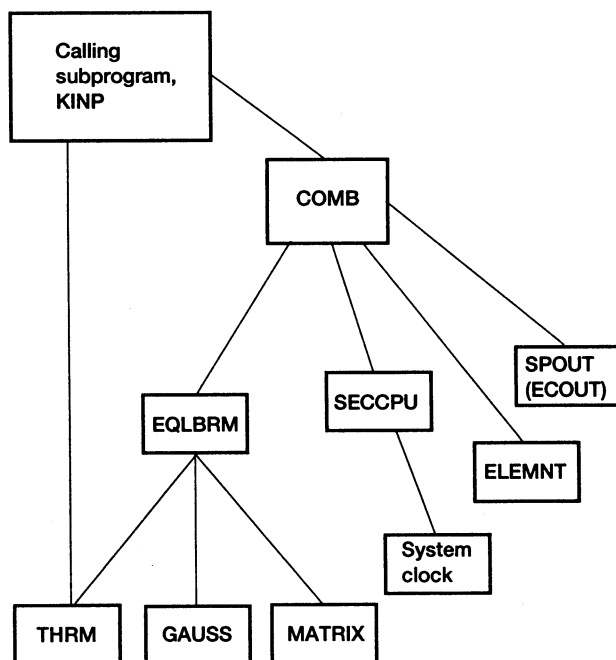 Calling
subprogram,
KINP
COMB
SPOUT
(ECOUT)
SECCPU
EQLBRM
ELEMNT
System
clock
THRM
GAUSS
MATRIX